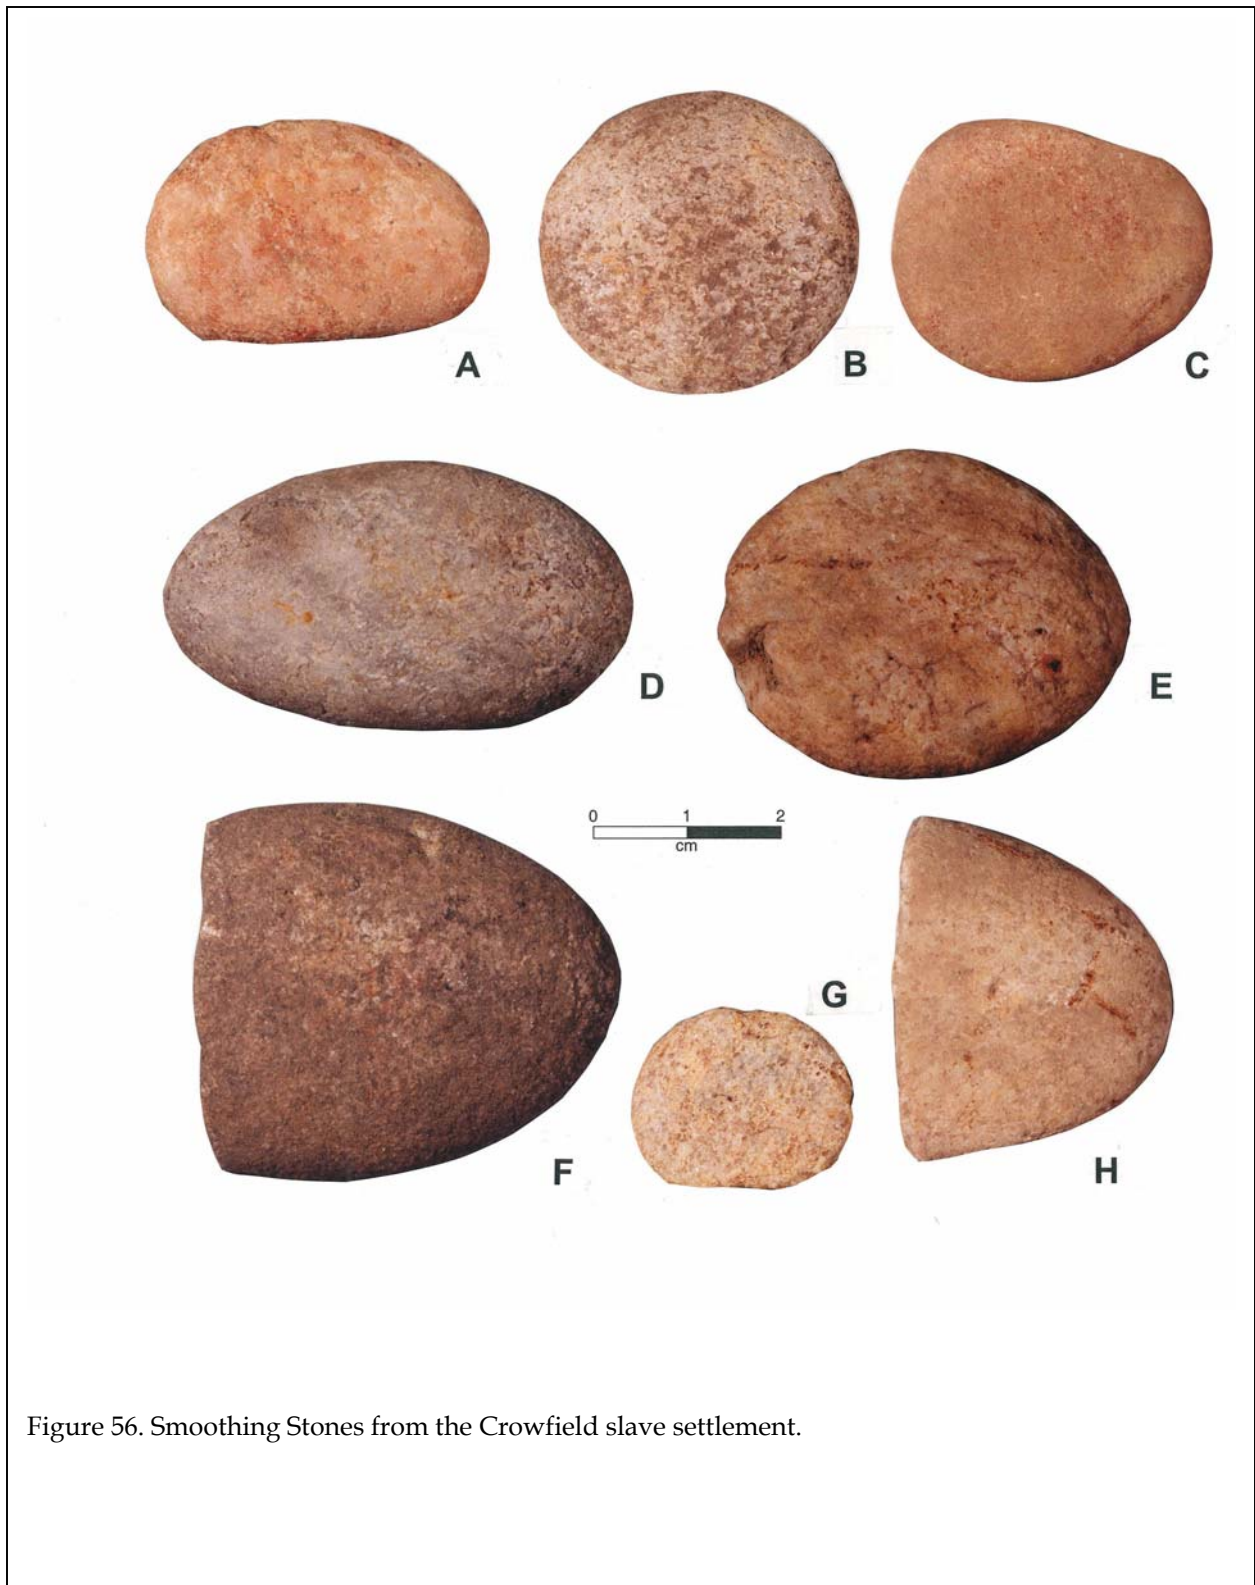 A
B
C
D
E
0 1 2
cm
G
F
H
Figure 56. Smoothing Stones from the Crowfield slave settlement.